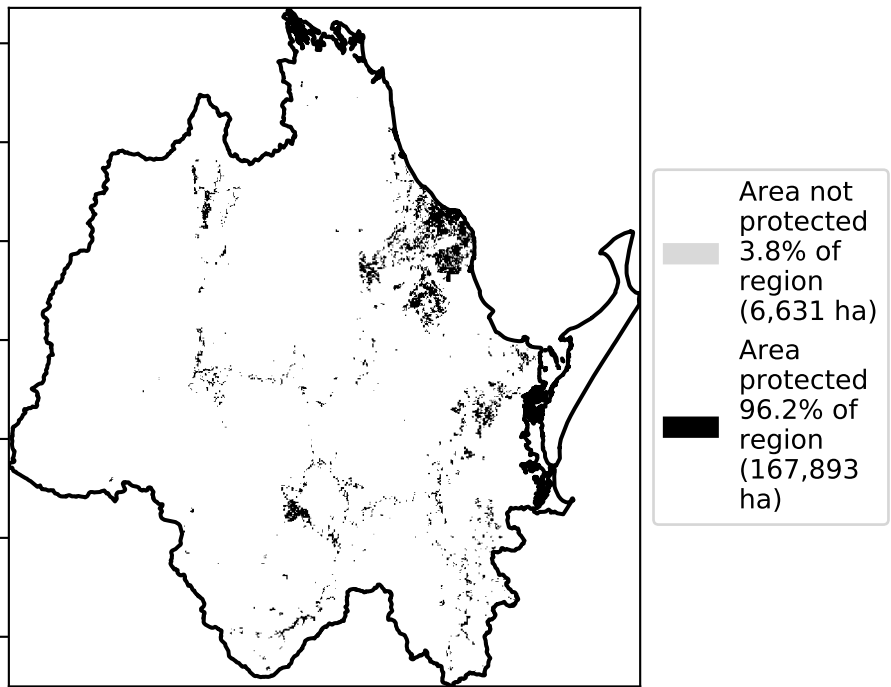 Area not
protected
3.8% of
region
(6,631 ha)
Area
protected
96.2% of
region
(167,893
ha)